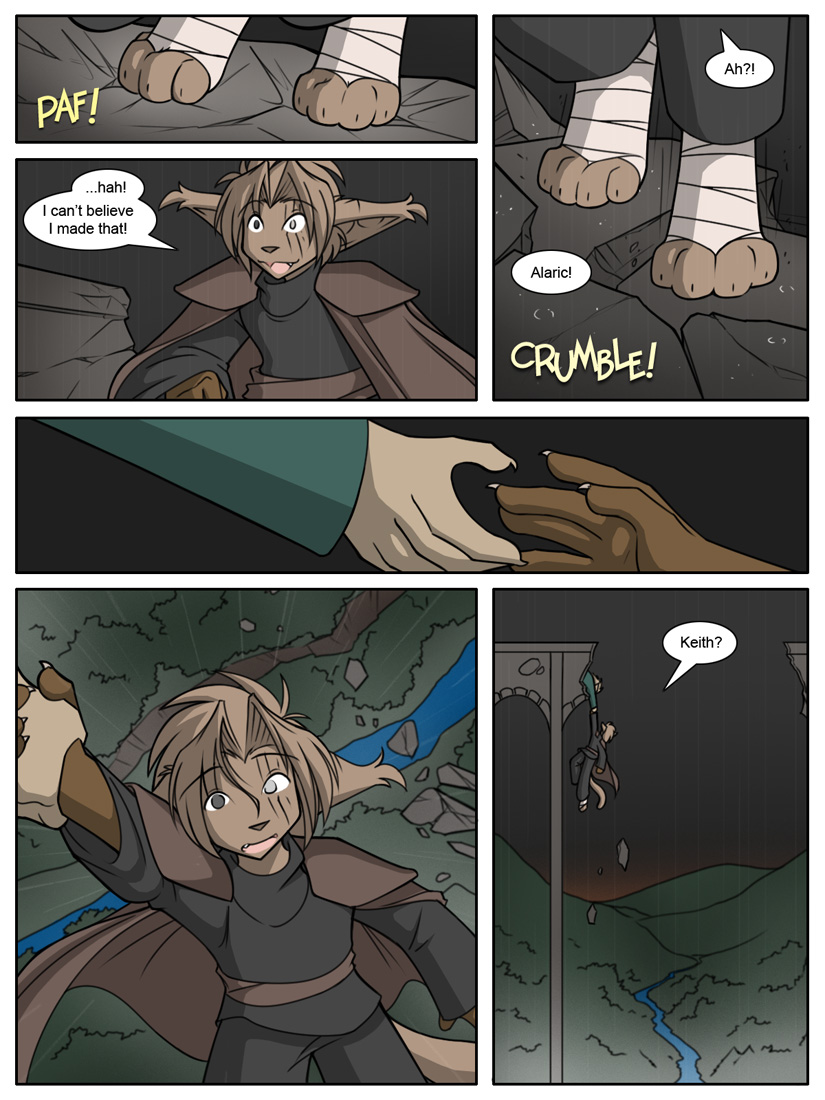 PAF!
...hah!
I can't believe
I made that!
Ah?!
Alaric!
CRUMBLE!
Keith?